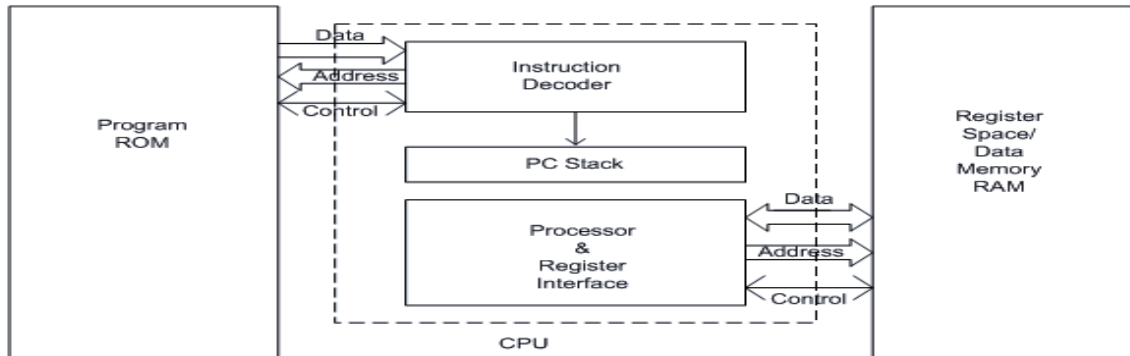 Program
ROM
Data
Address
Control
Instruction
Decoder
PC Stack
Processor
&
Register
Interface
CPU
Data
Address
Control
Register
Space/
Data
Memory
RAM